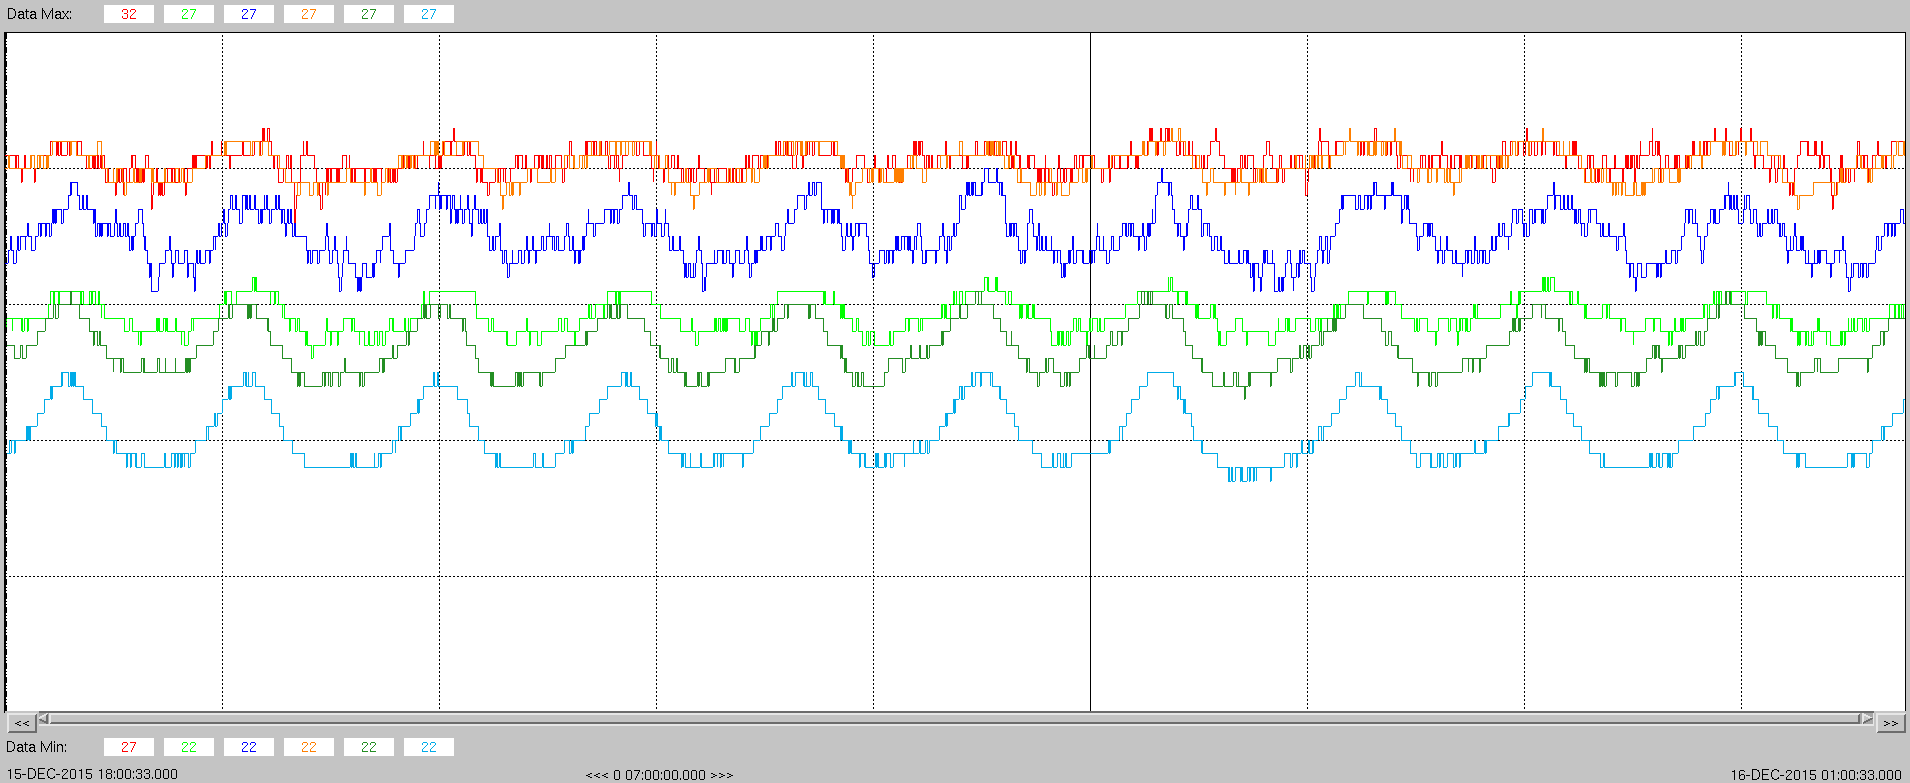 Data Max: 32 27 27 27 27 27
<< >>
Data Min: 27 22 22 22 22 22
15-DEC-2015 18:00:33.000 <<< 0 07:00:00.000 >>> 16-DEC-2015 01:00:33.000